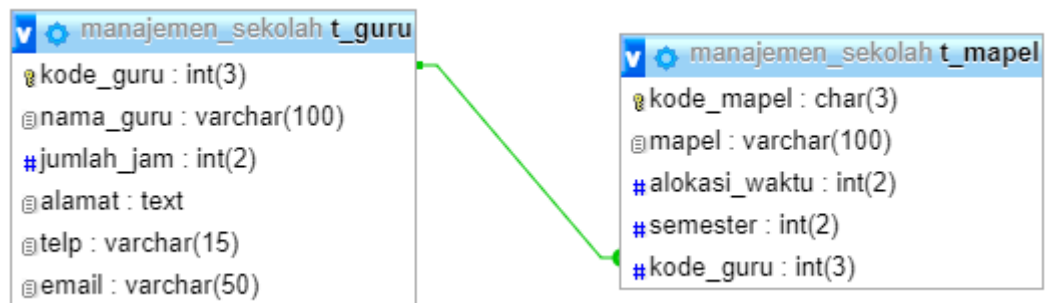 v manajemen_sekolah t_guru
kode_guru : int(3)
nama_guru : varchar(100)
#jumlah_jam : int(2)
alamat : text
telp : varchar(15)
email : varchar(50)
v manajemen_sekolah t_mapel
kode_mapel : char(3)
mapel : varchar(100)
#alokasi_waktu : int(2)
#semester : int(2)
#kode_guru : int(3)